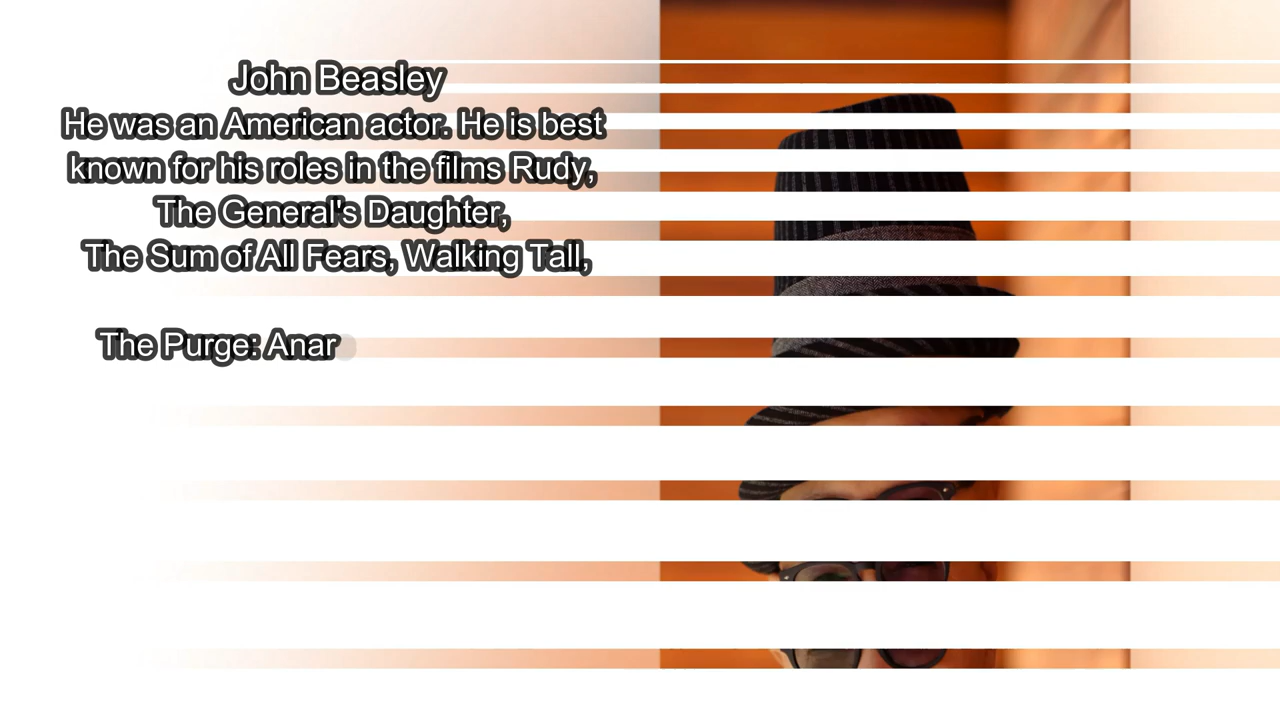 John Beasley
He was an American actor. He is best
known for his roles in the films Rudy,
The General's Daughter,
The Sum of All Fears, Walking Tall,
The Purge: Anar